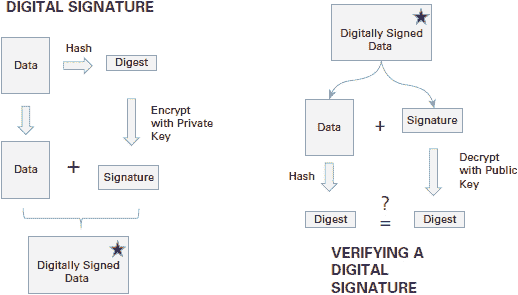 DIGITAL SIGNATURE
Data
Hash
Digest
Encrypt
with Private
Key
Data
+
Signature
Digitally Signed
Data
Digitally Signed
Data
Data
+
Signature
Hash
Decrypt
with Public
Key
Digest
?
=
Digest
VERIFYING A
DIGITAL
SIGNATURE